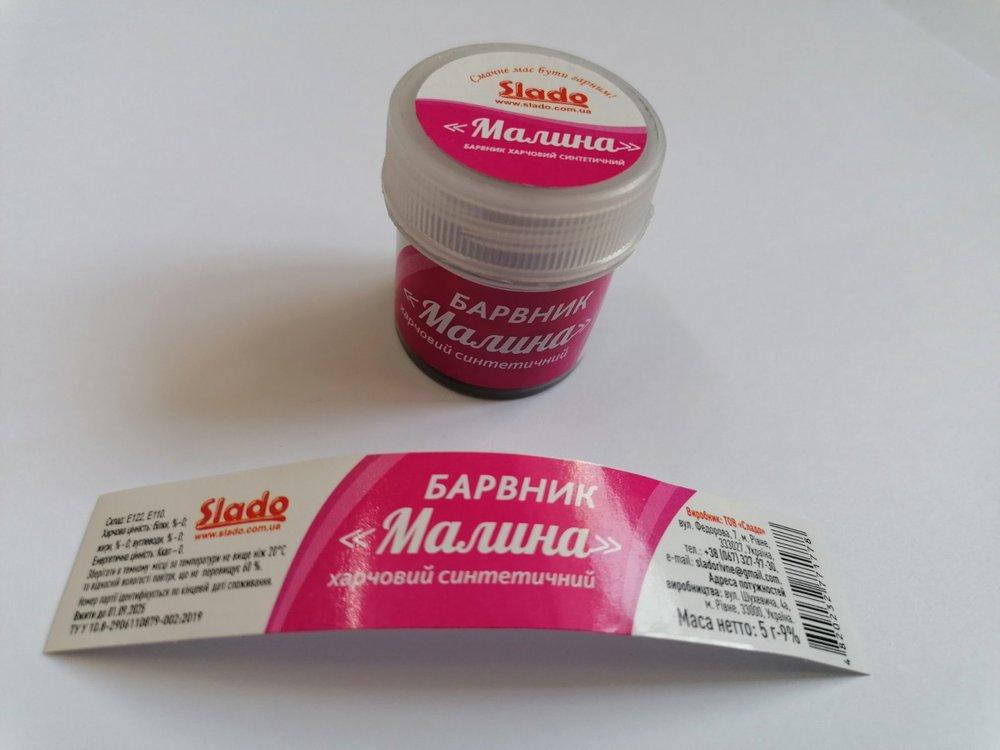 Смачне має бути гарним!
Slado
www.slado.com.ua
«Малина»
БАРВНИК ХАРЧОВИЙ СИНТЕТИЧНИЙ
БАРВНИК
«Малина»
харчовий синтетичний
Склад: Е122, Е110.
Харчова цінність: білки, % - 0;
жири, % - 0; вуглеводи, % - 0;
Енергетична цінність: Ккал – 0.
Зберігати в темному місці за температури не вище ніж 20°C
та відносній вологості повітря, що не перевищує 60 %.
Номер партії ідентифікується по кінцевій даті споживання.
Вжити до 01.09.2025
ТУ У 10.8-2906110879-002:2019
Slado
www.slado.com.ua
БАРВНИК
«Малина»
харчовий синтетичний
Виробник: ТОВ «Сладо»
вул. Федорова, 7, м. Рівне,
333027, Україна,
тел.: +38 (067) 327-97-30
e-mail: sladorivne@gmail.com
Адреса потужностей
виробництва: вул. Шухевича, 4а,
м. Рівне, 33000, Україна
Маса нетто: 5 г-9%